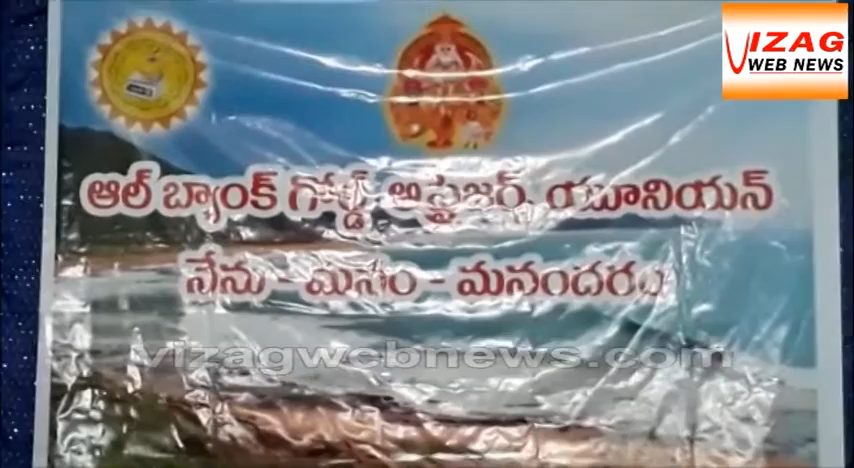 VIZAG
WEB NEWS
ఆల్ బ్యాంక్ గోల్డ్ అప్రైజర్స్ యూనియన్
నేను - మనం - మనందరం
vizagwebnews.com